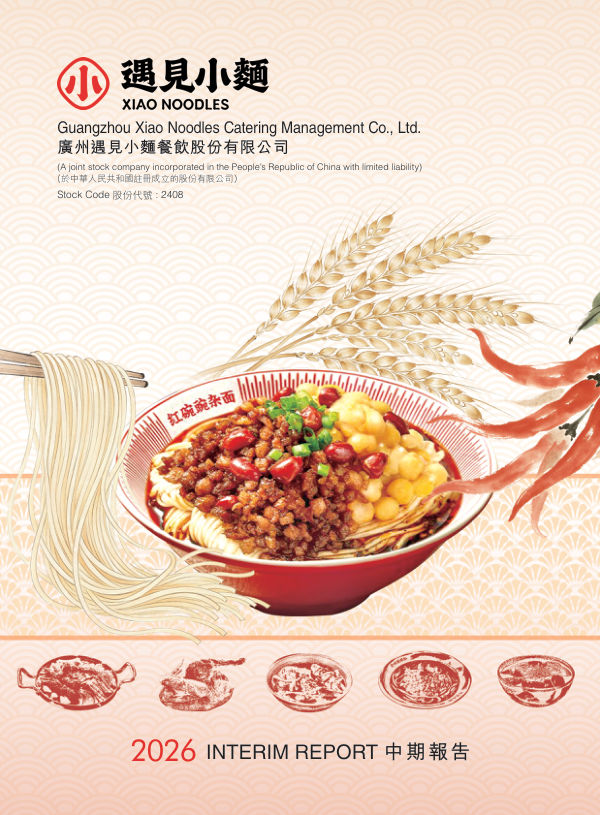 小
遇見小麵
XIAO NOODLES
Guangzhou Xiao Noodles Catering Management Co., Ltd.
廣州遇見小麵餐飲股份有限公司
(A joint stock company incorporated in the People's Republic of China with limited liability)
(於中華人民共和國註冊成立的股份有限公司)
Stock Code 股份代號 : 2408
红碗豌杂面
2026 INTERIM REPORT 中期報告